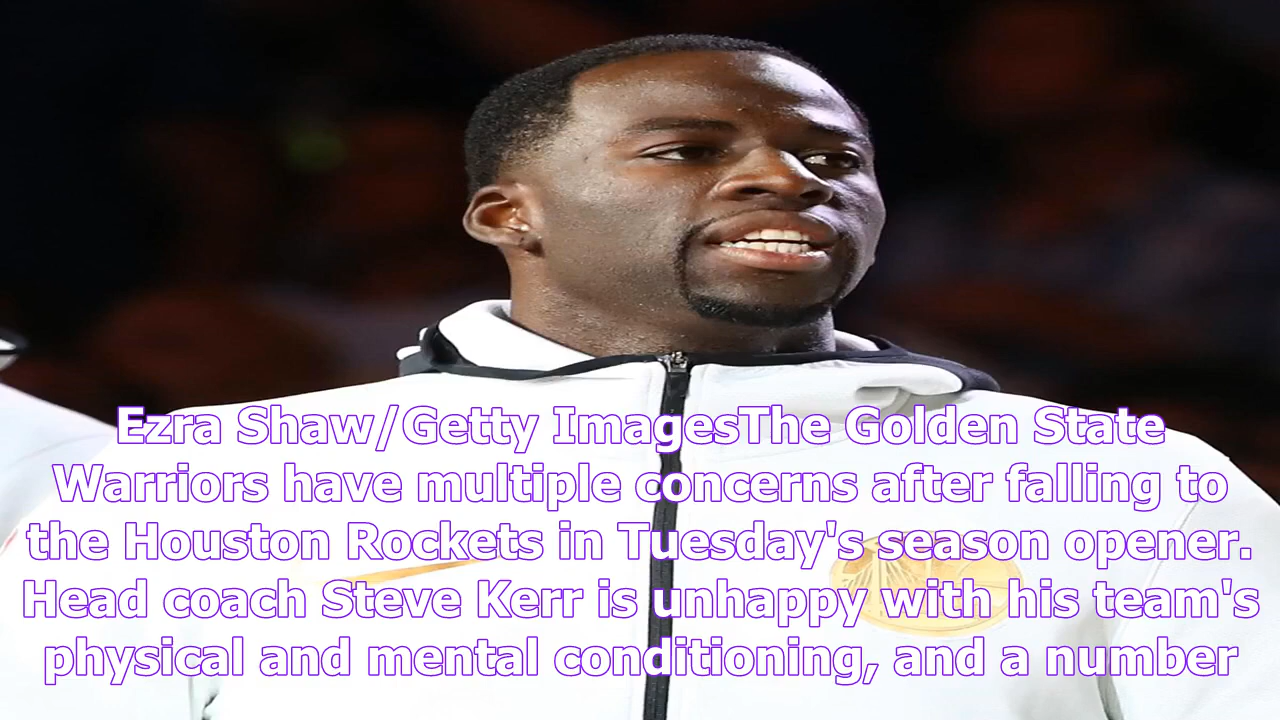 Ezra Shaw/Getty ImagesThe Golden State
Warriors have multiple concerns after falling to
the Houston Rockets in Tuesday's season opener.
Head coach Steve Kerr is unhappy with his team's
physical and mental conditioning, and a number